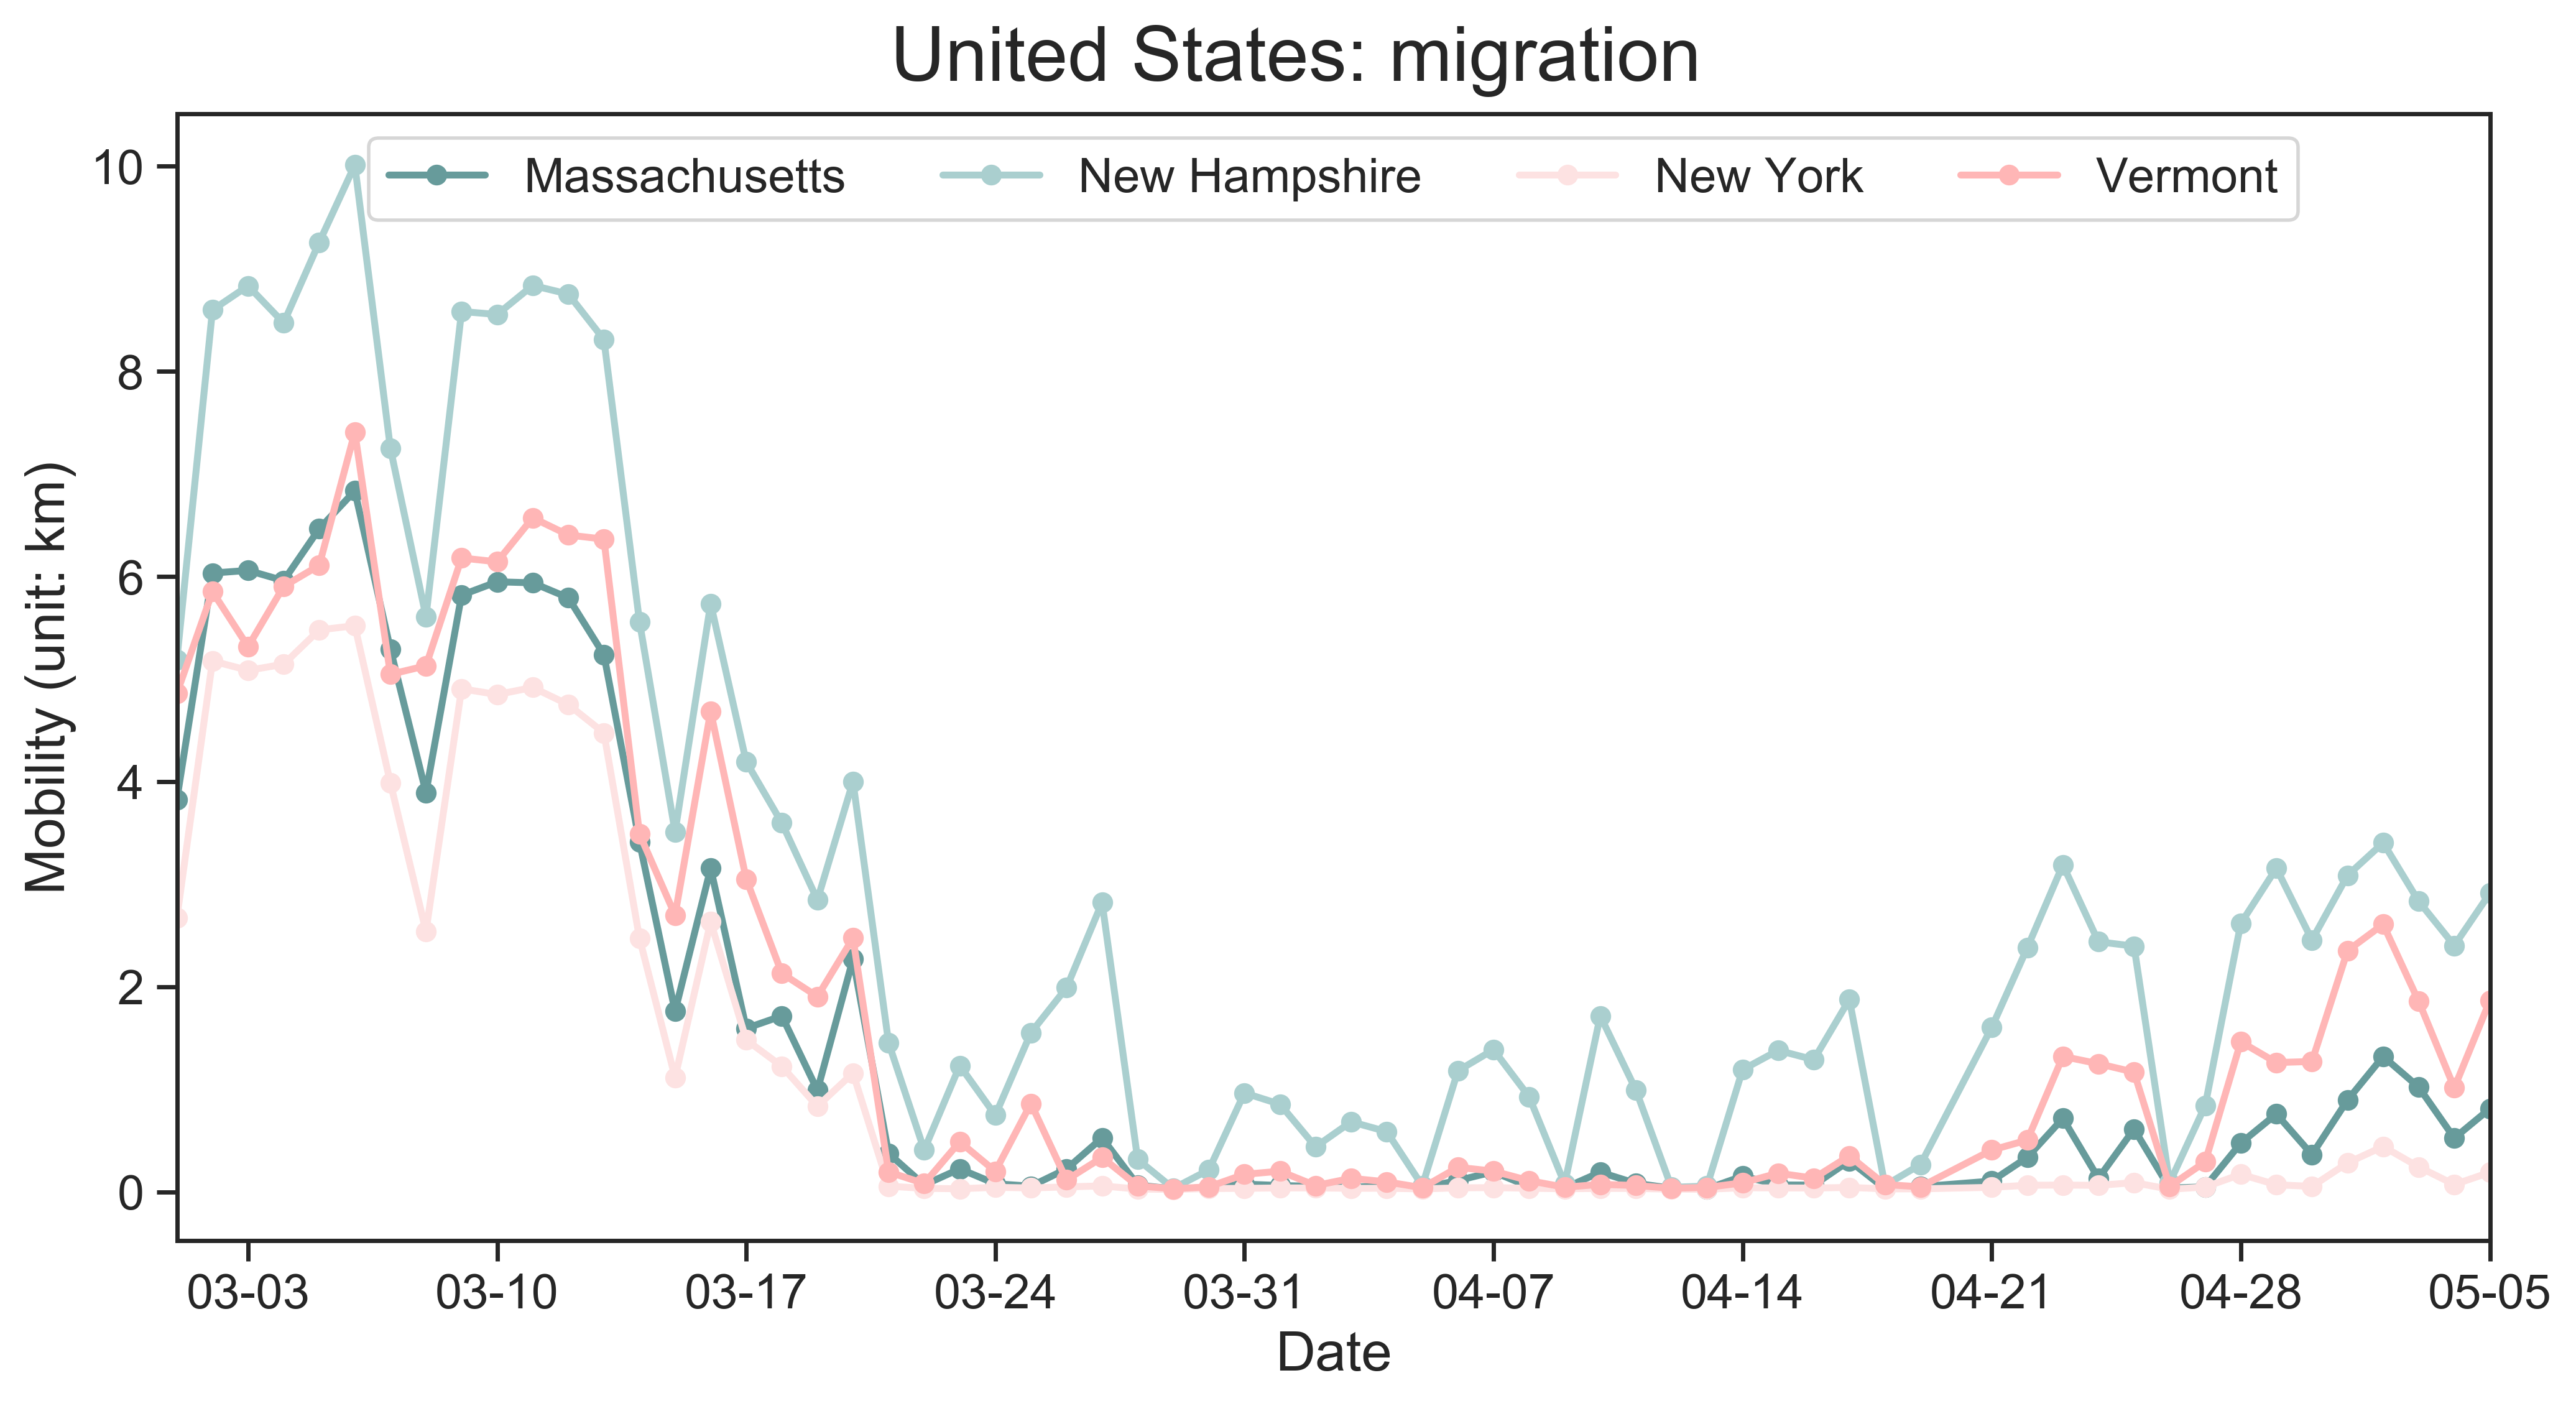 United States: migration
Massachusetts New Hampshire New York Vermont
10
8
6
4
2
0
Mobility (unit: km)
03-03 03-10 03-17 03-24 03-31 04-07 04-14 04-21 04-28 05-05
Date